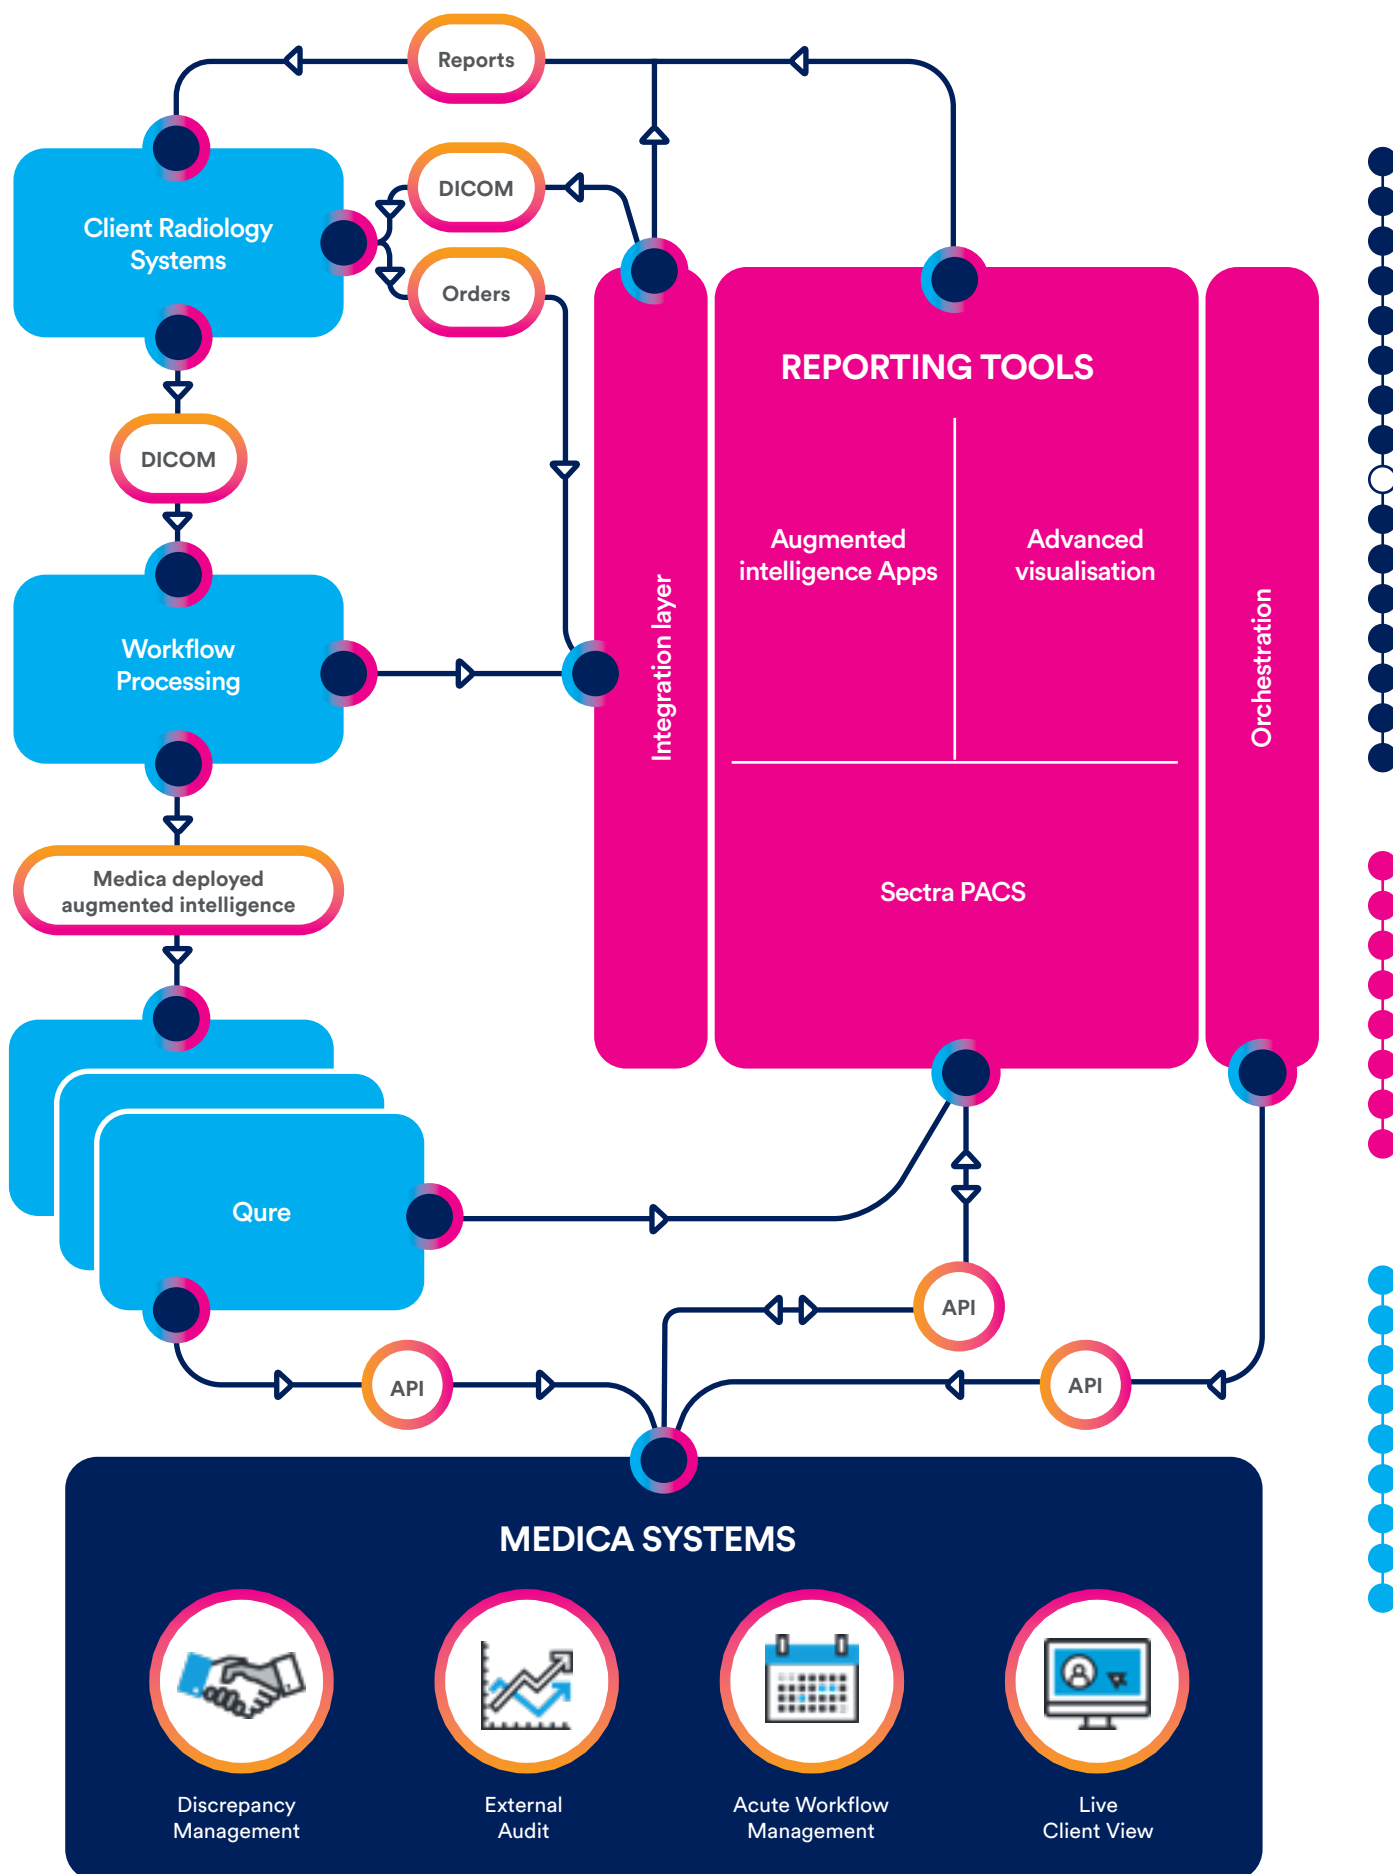 Reports
DICOM
Client Radiology
Systems
Orders
REPORTING TOOLS
DICOM
Augmented
intelligence Apps
Advanced
visualisation
Integration layer
Orchestration
Workflow
Processing
Medica deployed
augmented intelligence
Sectra PACS
Qure
API
API
API
MEDICA SYSTEMS
Discrepancy
Management
External
Audit
Acute Workflow
Management
Live
Client View